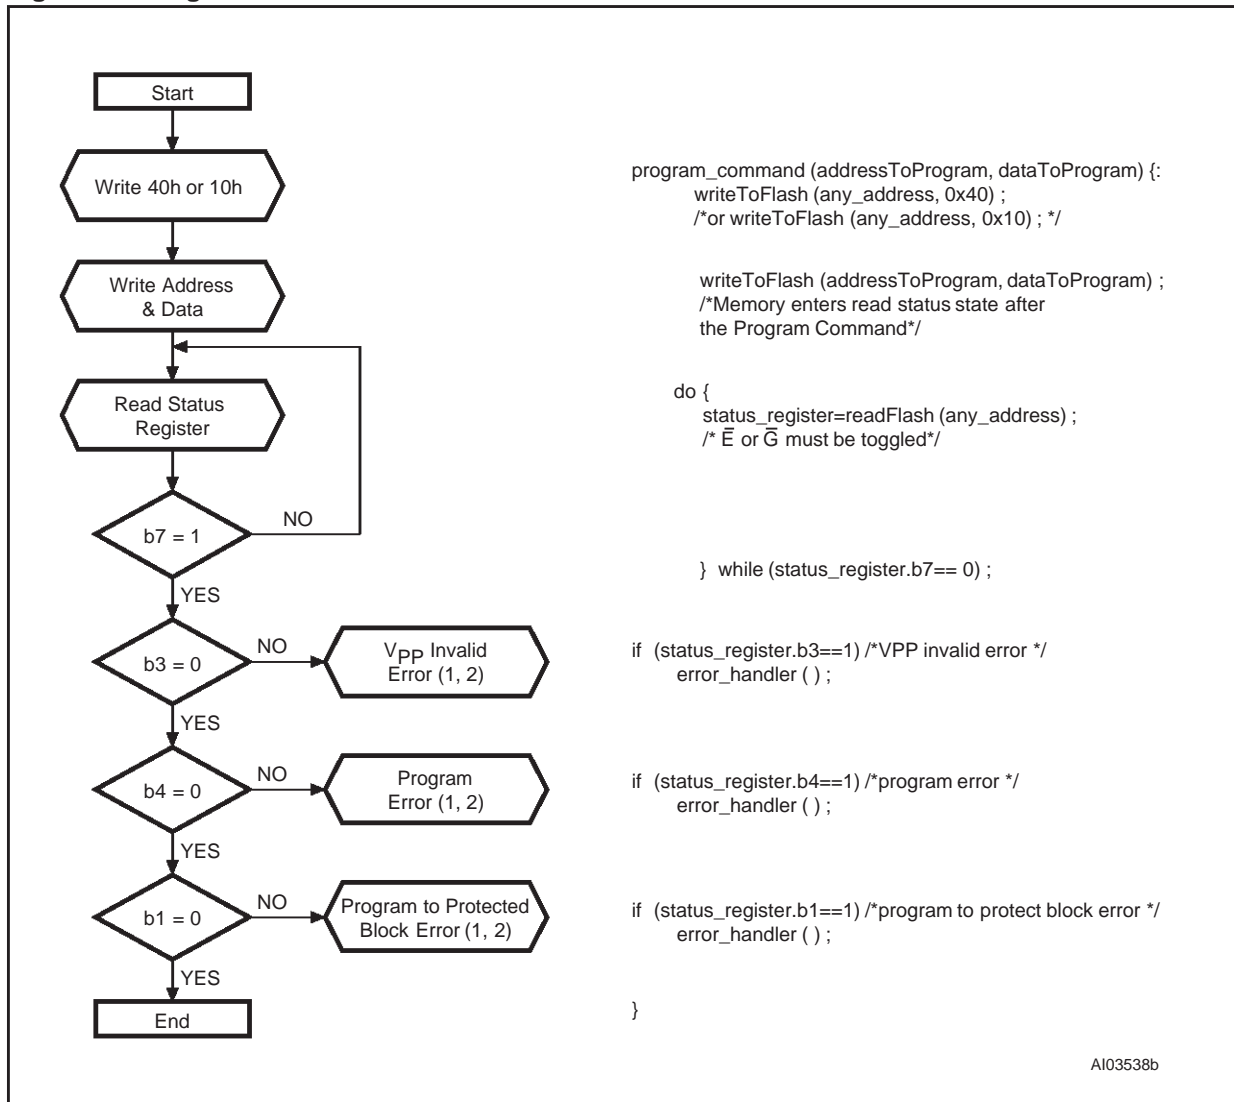 Start
Write 40h or 10h
program_command (addressToProgram, dataToProgram) {:
writeToFlash (any_address, 0x40) ;
/*or writeToFlash (any_address, 0x10) ; */
Write Address
& Data
writeToFlash (addressToProgram, dataToProgram) ;
/*Memory enters read status state after
the Program Command*/
Read Status
Register
do {
status_register=readFlash (any_address) ;
/* E̅ or G̅ must be toggled*/
b7 = 1
NO
YES
} while (status_register.b7== 0) ;
b3 = 0
NO
YES
VPP Invalid
Error (1, 2)
if (status_register.b3==1) /*VPP invalid error */
error_handler ( ) ;
b4 = 0
NO
YES
Program
Error (1, 2)
if (status_register.b4==1) /*program error */
error_handler ( ) ;
b1 = 0
NO
YES
Program to Protected
Block Error (1, 2)
if (status_register.b1==1) /*program to protect block error */
error_handler ( ) ;
End
}
AI03538b